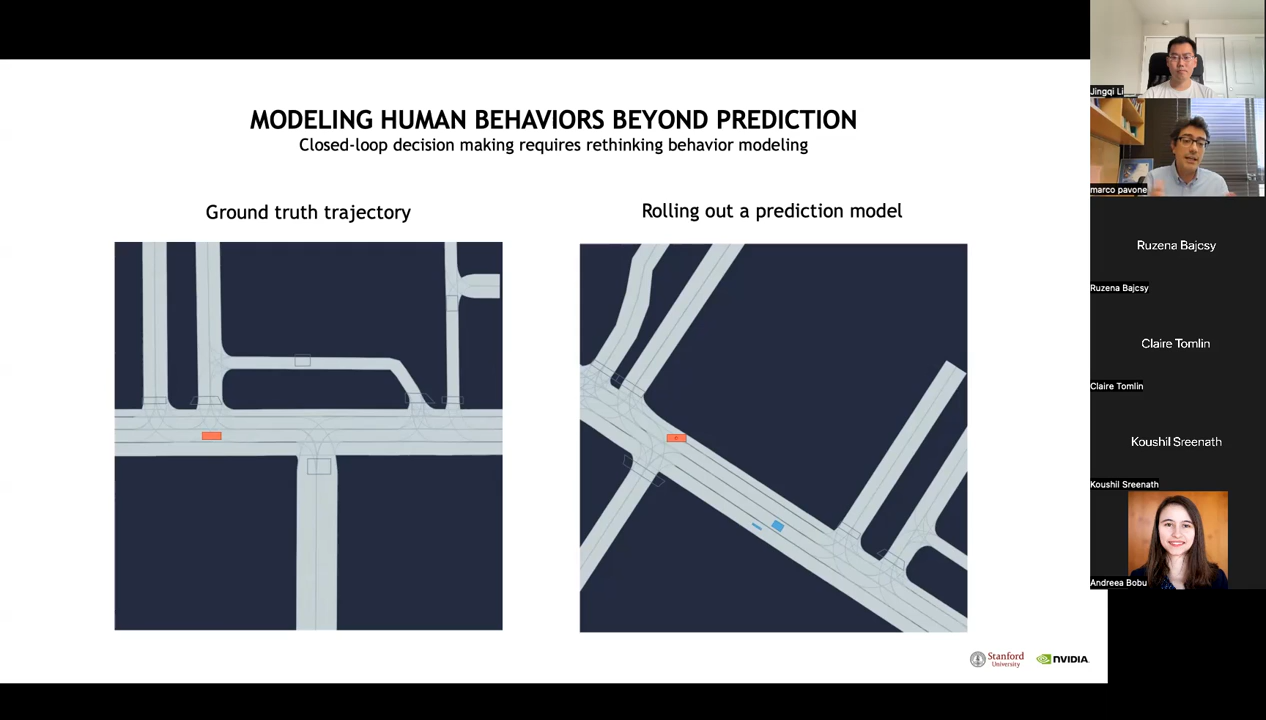 MODELING HUMAN BEHAVIORS BEYOND PREDICTION
Closed-loop decision making requires rethinking behavior modeling
Ground truth trajectory
Rolling out a prediction model
Stanford
University
NVIDIA
Jingqi Li
marco pavone
Ruzena Bajcsy
Ruzena Bajcsy
Claire Tomlin
Claire Tomlin
Koushil Sreenath
Koushil Sreenath
Andreea Bobu